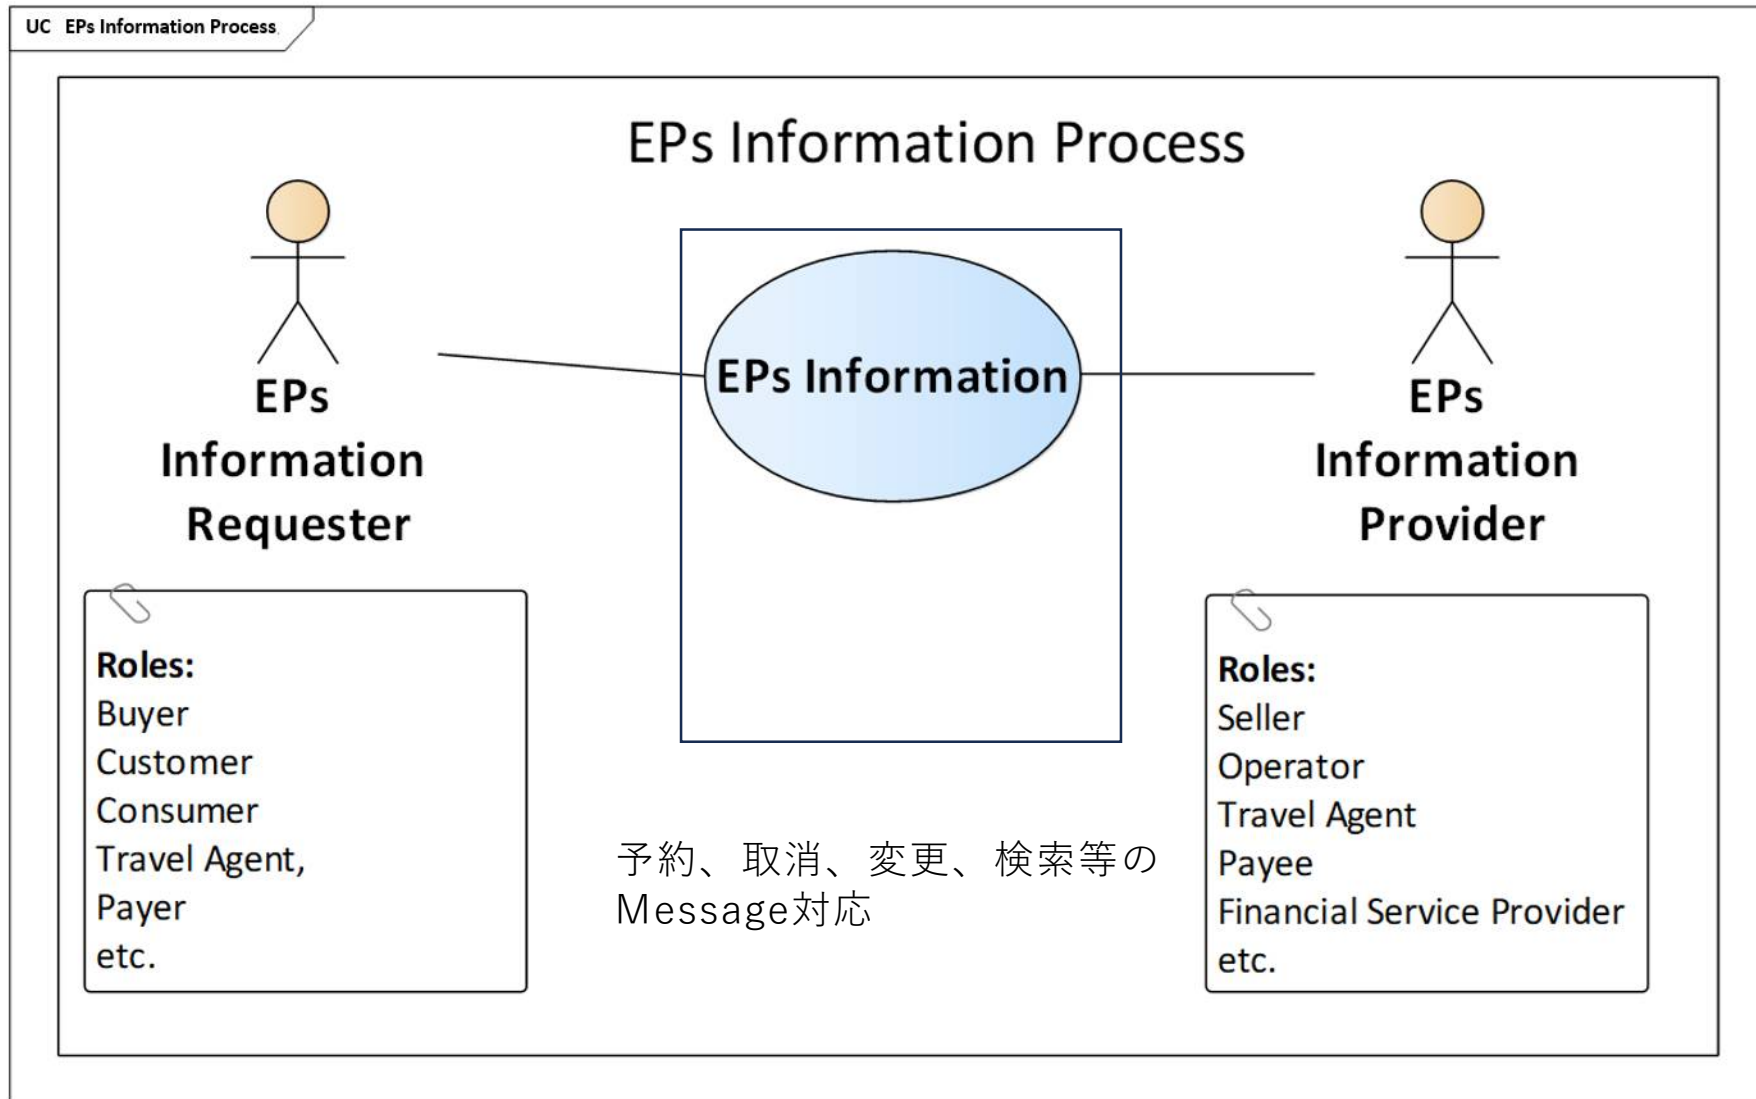 UC EPs Information Process
EPs Information Process
EPs
Information
Requester
EPs Information
EPs
Information
Provider
Roles:
Buyer
Customer
Consumer
Travel Agent,
Payer
etc.
予約、取消、変更、検索等の
Message対応
Roles:
Seller
Operator
Travel Agent
Payee
Financial Service Provider
etc.